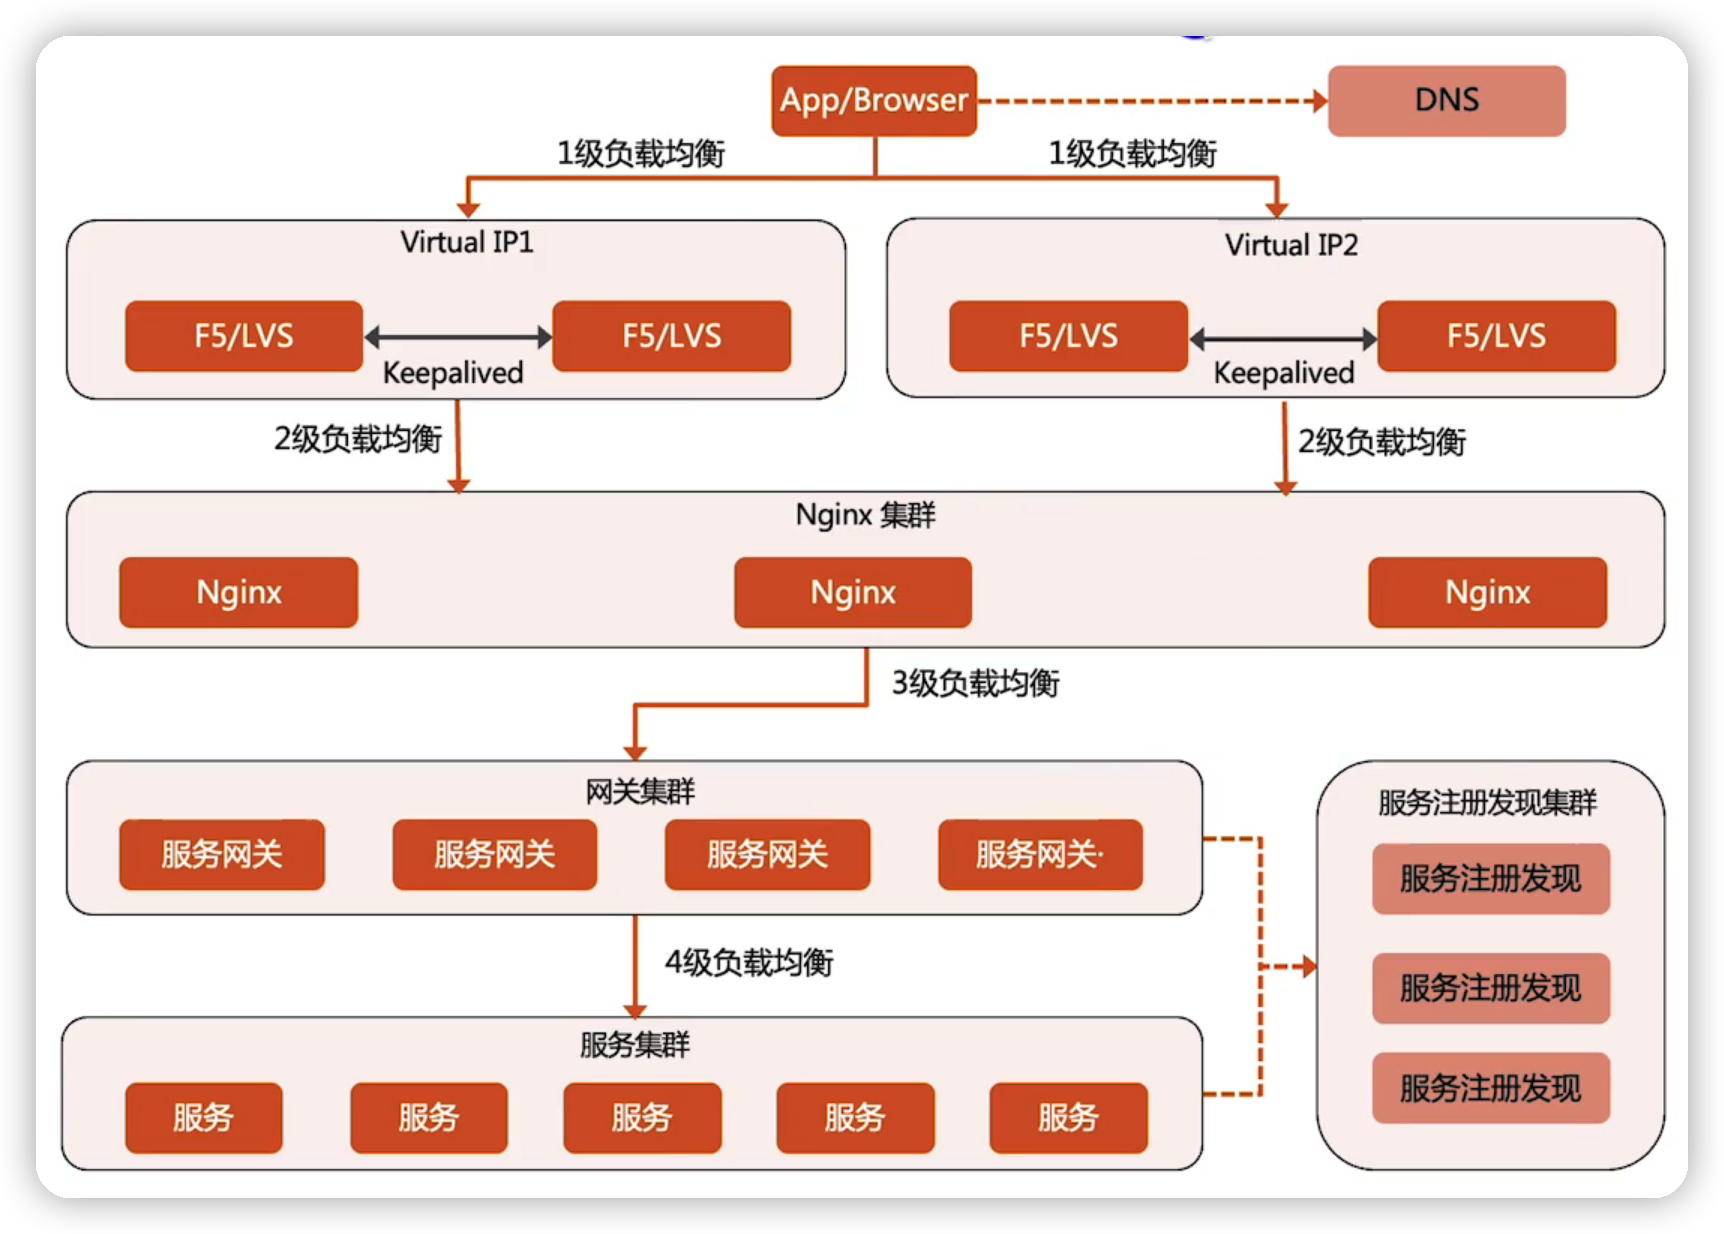 App/Browser
DNS
1级负载均衡
1级负载均衡
Virtual IP1
Virtual IP2
F5/LVS
F5/LVS
F5/LVS
F5/LVS
Keepalived
Keepalived
2级负载均衡
2级负载均衡
Nginx 集群
Nginx
Nginx
Nginx
3级负载均衡
网关集群
服务网关
服务网关
服务网关
服务网关·
服务注册发现集群
服务注册发现
服务注册发现
服务注册发现
4级负载均衡
服务集群
服务
服务
服务
服务
服务